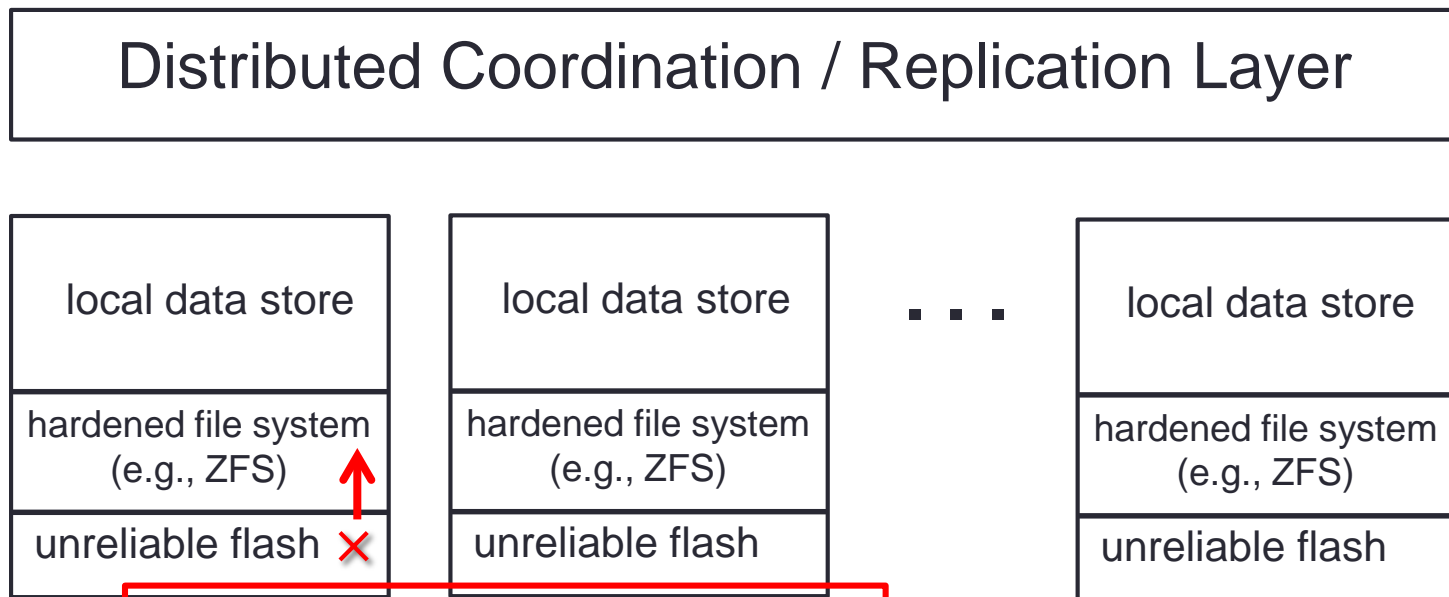 Distributed Coordination / Replication Layer
local data store
hardened file system
(e.g., ZFS)
unreliable flash
local data store
hardened file system
(e.g., ZFS)
unreliable flash
. . .
local data store
hardened file system
(e.g., ZFS)
unreliable flash